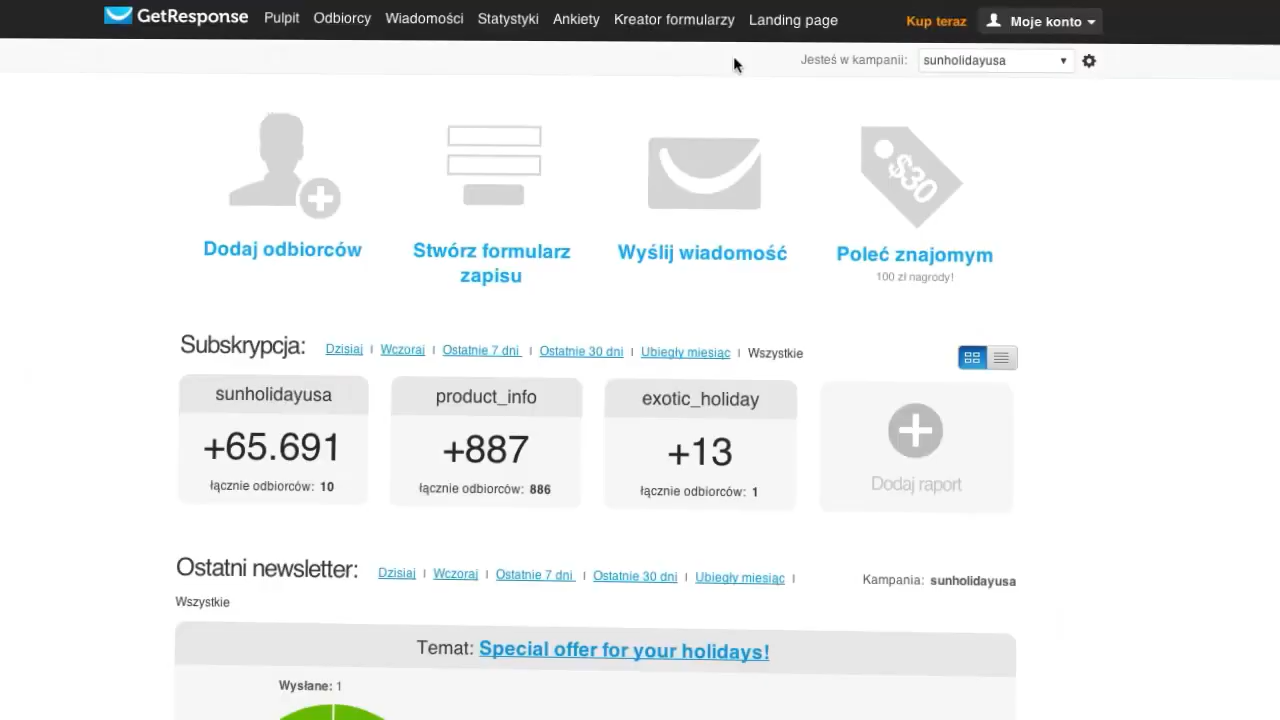 GetResponse Pulpit Odbiorcy Wiadomości Statystyki Ankiety Kreator formularzy Landing page Kup teraz Moje konto
Jesteś w kampanii: sunholidayusa
$30
Dodaj odbiorców
Stwórz formularz
zapisu
Wyślij wiadomość
Poleć znajomym
100 zł nagrody!
Subskrypcja: Dzisiaj | Wczoraj | Ostatnie 7 dni | Ostatnie 30 dni | Ubiegły miesiąc | Wszystkie
sunholidayusa
+65.691
łącznie odbiorców: 10
product_info
+887
łącznie odbiorców: 886
exotic_holiday
+13
łącznie odbiorców: 1
Dodaj raport
Ostatni newsletter: Dzisiaj | Wczoraj | Ostatnie 7 dni | Ostatnie 30 dni | Ubiegły miesiąc |
Wszystkie
Kampania: sunholidayusa
Temat: Special offer for your holidays!
Wysłane: 1